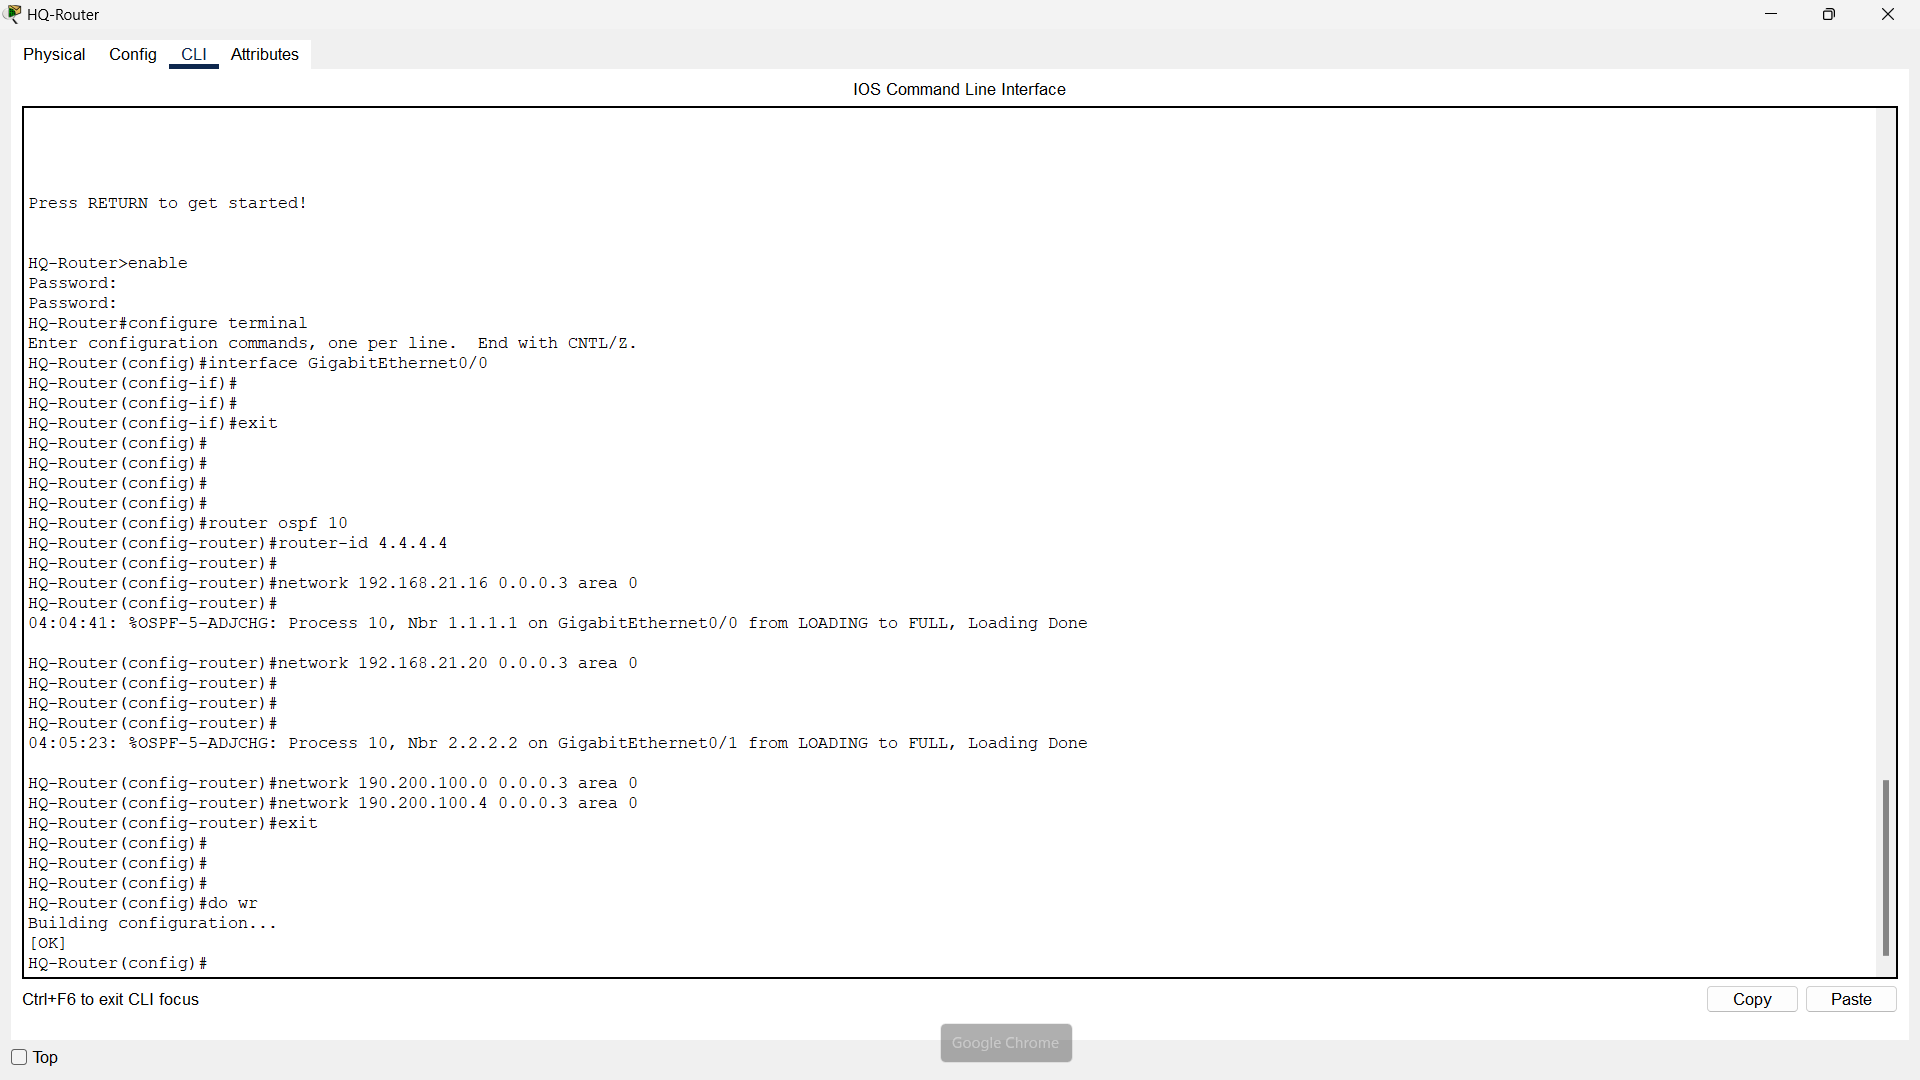 HQ-Router
Physical Config CLI Attributes
IOS Command Line Interface
Press RETURN to get started!
HQ-Router>enable
Password:
Password:
HQ-Router#configure terminal
Enter configuration commands, one per line.  End with CNTL/Z.
HQ-Router(config)#interface GigabitEthernet0/0
HQ-Router(config-if)#
HQ-Router(config-if)#
HQ-Router(config-if)#exit
HQ-Router(config)#
HQ-Router(config)#
HQ-Router(config)#
HQ-Router(config)#
HQ-Router(config)#router ospf 10
HQ-Router(config-router)#router-id 4.4.4.4
HQ-Router(config-router)#
HQ-Router(config-router)#network 192.168.21.16 0.0.0.3 area 0
HQ-Router(config-router)#
04:04:41: %OSPF-5-ADJCHG: Process 10, Nbr 1.1.1.1 on GigabitEthernet0/0 from LOADING to FULL, Loading Done
HQ-Router(config-router)#network 192.168.21.20 0.0.0.3 area 0
HQ-Router(config-router)#
HQ-Router(config-router)#
HQ-Router(config-router)#
04:05:23: %OSPF-5-ADJCHG: Process 10, Nbr 2.2.2.2 on GigabitEthernet0/1 from LOADING to FULL, Loading Done
HQ-Router(config-router)#network 190.200.100.0 0.0.0.3 area 0
HQ-Router(config-router)#network 190.200.100.4 0.0.0.3 area 0
HQ-Router(config-router)#exit
HQ-Router(config)#
HQ-Router(config)#
HQ-Router(config)#
HQ-Router(config)#do wr
Building configuration...
[OK]
HQ-Router(config)#
Ctrl+F6 to exit CLI focus
Copy Paste
Google Chrome
Top